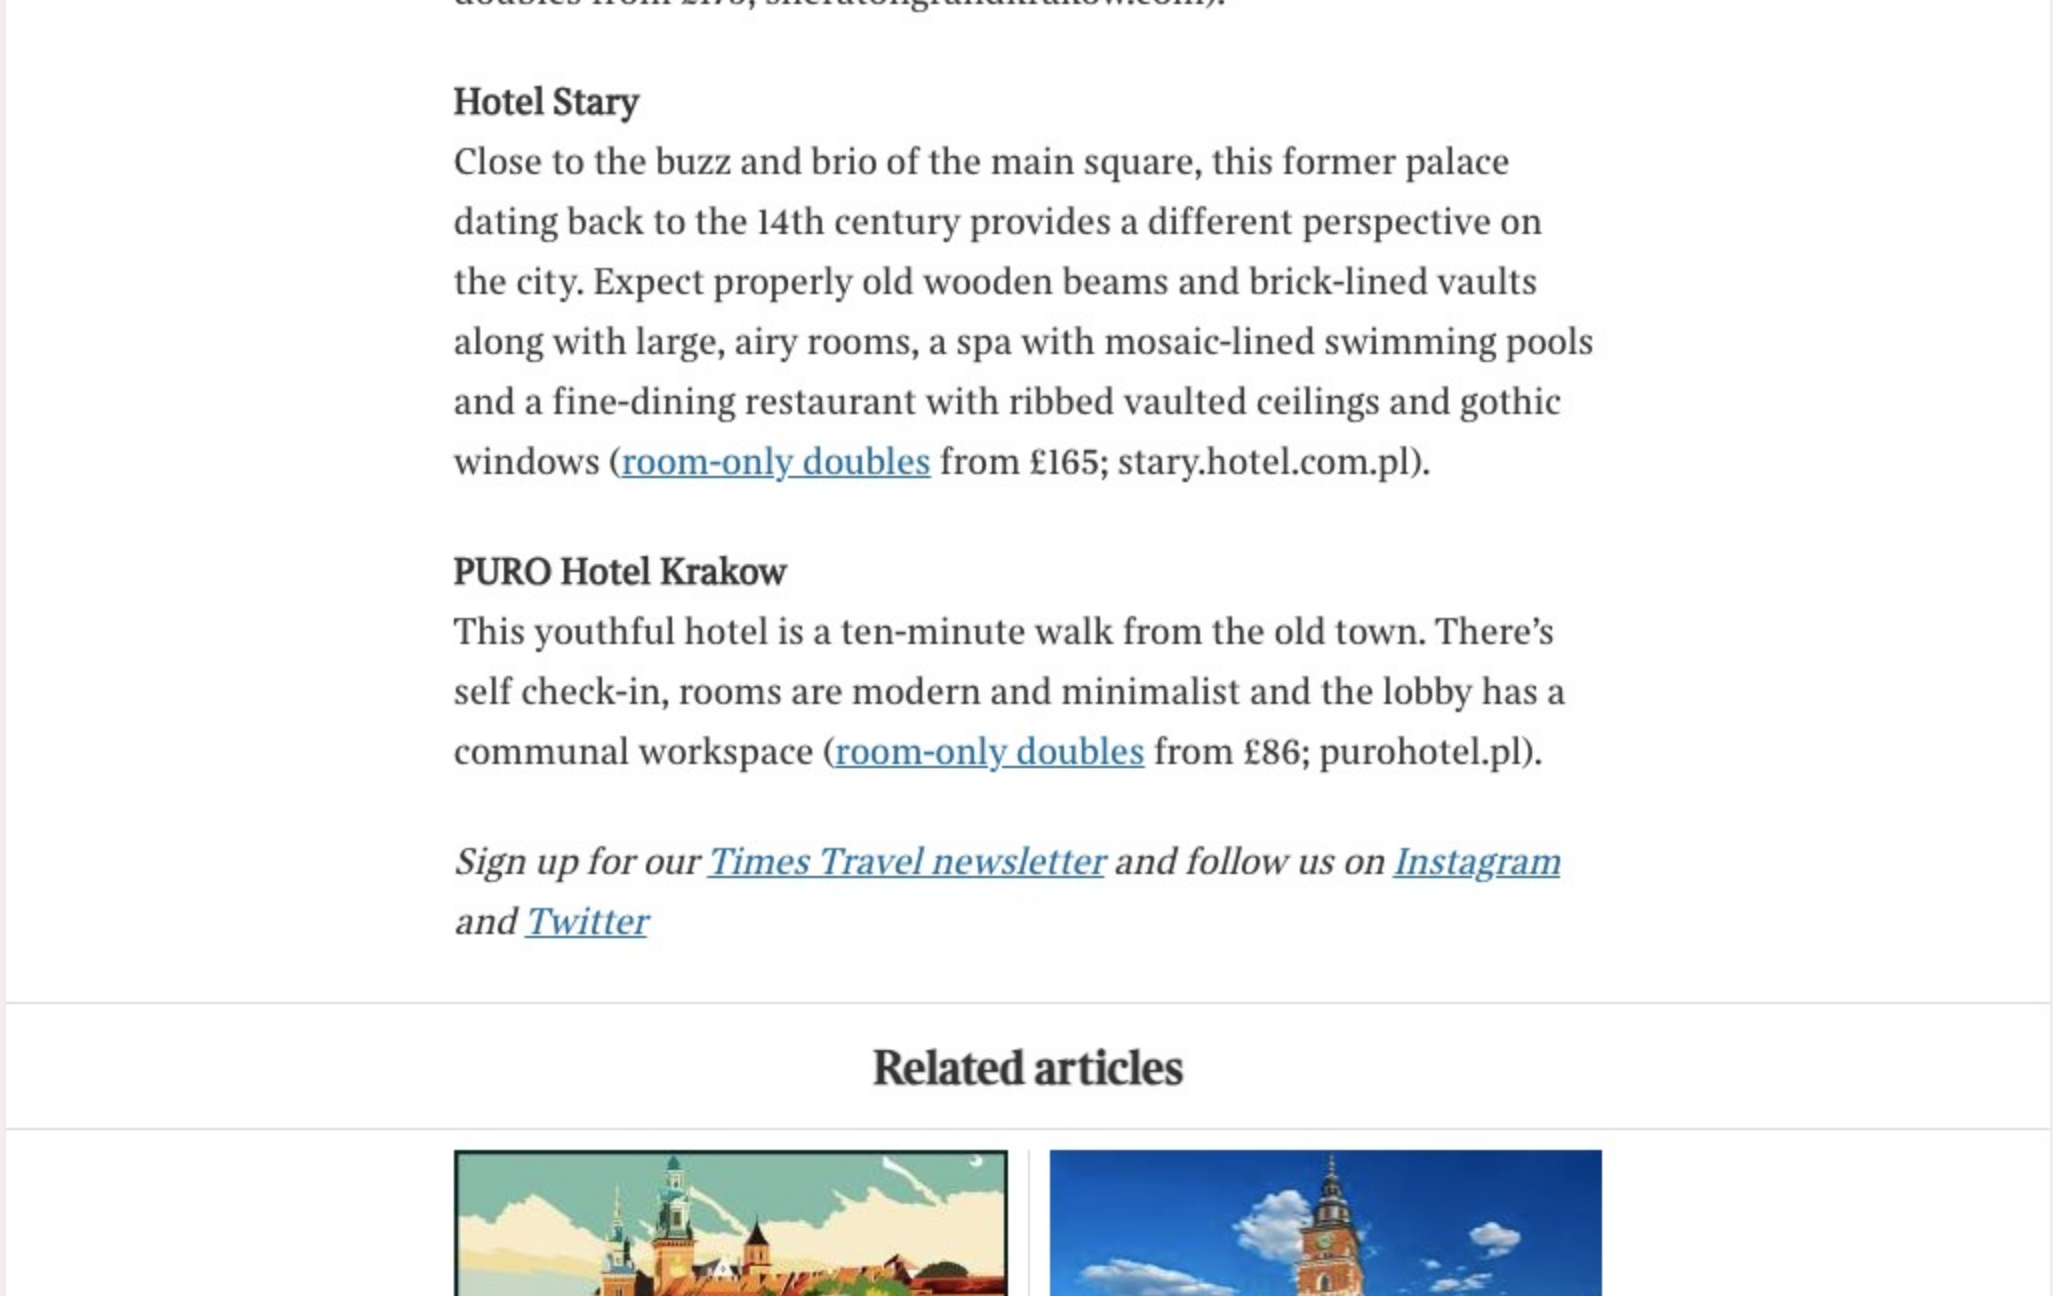 doubles from £175; sheratongrandkrakow.com).
Hotel Stary
Close to the buzz and brio of the main square, this former palace
dating back to the 14th century provides a different perspective on
the city. Expect properly old wooden beams and brick-lined vaults
along with large, airy rooms, a spa with mosaic-lined swimming pools
and a fine-dining restaurant with ribbed vaulted ceilings and gothic
windows (room-only doubles from £165; stary.hotel.com.pl).
PURO Hotel Krakow
This youthful hotel is a ten-minute walk from the old town. There’s
self check-in, rooms are modern and minimalist and the lobby has a
communal workspace (room-only doubles from £86; purohotel.pl).
Sign up for our Times Travel newsletter and follow us on Instagram
and Twitter
Related articles